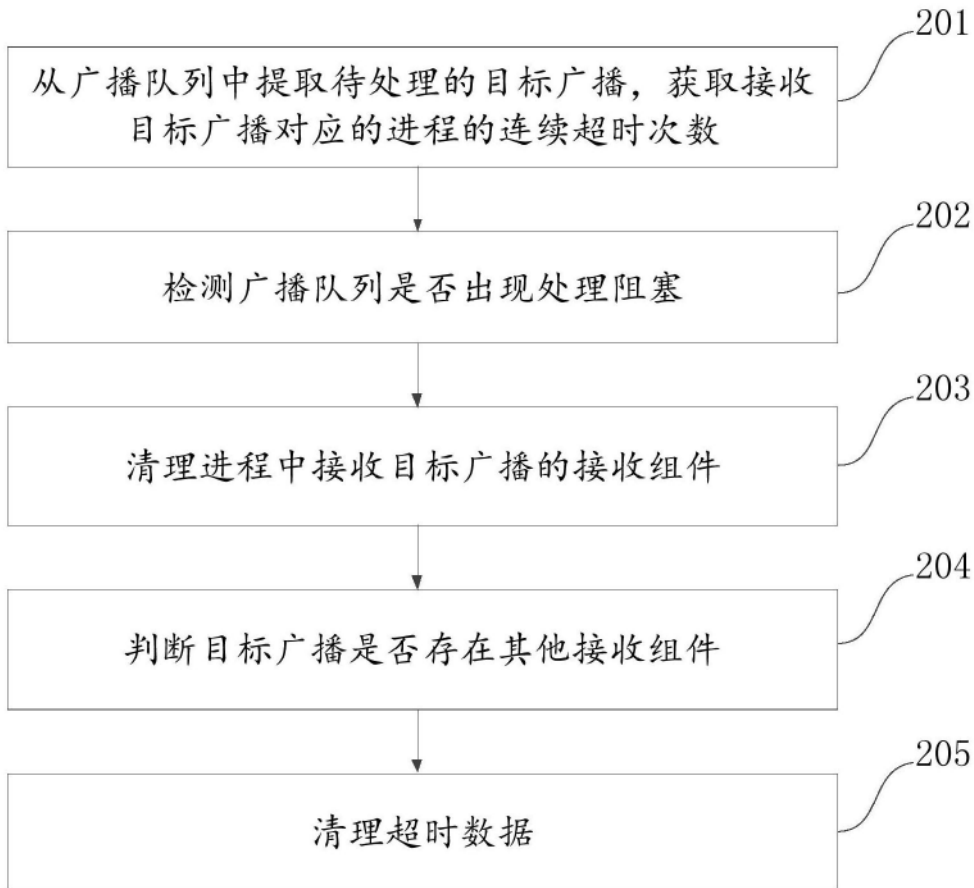 201
从广播队列中提取待处理的目标广播，获取接收
目标广播对应的进程的连续超时次数
202
检测广播队列是否出现处理阻塞
203
清理进程中接收目标广播的接收组件
204
判断目标广播是否存在其他接收组件
205
清理超时数据